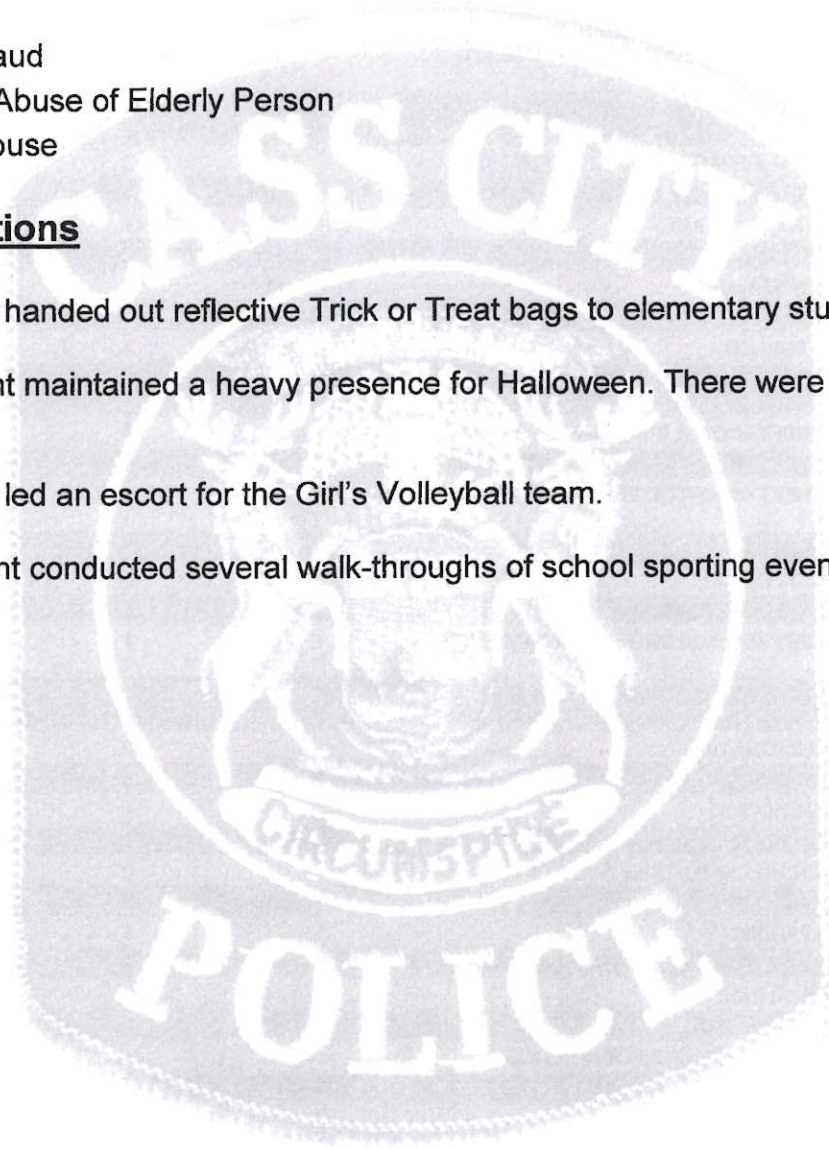 aud
Abuse of Elderly Person
ouse
tions
handed out reflective Trick or Treat bags to elementary stu
nt maintained a heavy presence for Halloween. There were
led an escort for the Girl's Volleyball team.
nt conducted several walk-throughs of school sporting even
CASS CITY
CIRCUMSPICE
POLICE